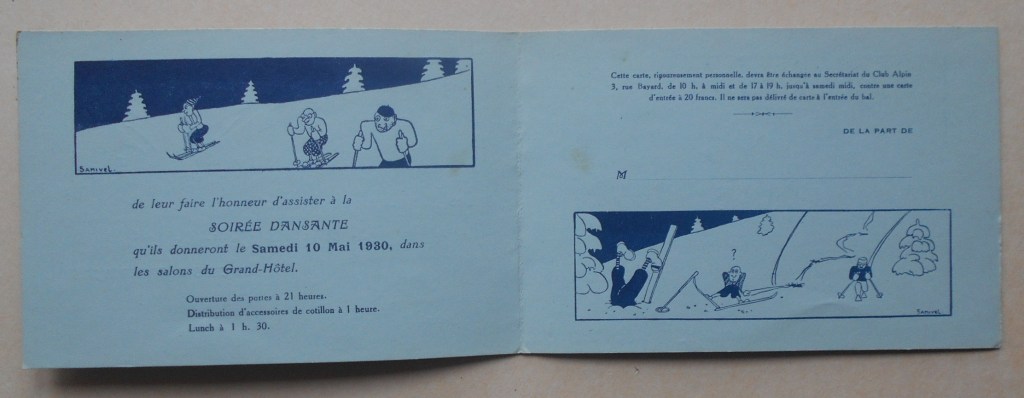 SAMIVEL.
de leur faire l'honneur d'assister à la
SOIRÉE DANSANTE
qu'ils donneront le Samedi 10 Mai 1930, dans
les salons du Grand-Hôtel.
Ouverture des portes à 21 heures.
Distribution d'accessoires de cotillon à 1 heure.
Lunch à 1 h. 30.
Cette carte, rigoureusement personnelle, devra être échangée au Secrétariat du Club Alpin
3, rue Bayard, de 10 h. à midi et de 17 à 19 h. jusqu'à samedi midi, contre une carte
d'entrée à 20 francs. Il ne sera pas délivré de carte à l'entrée du bal.
DE LA PART DE
M
?
SAMIVEL